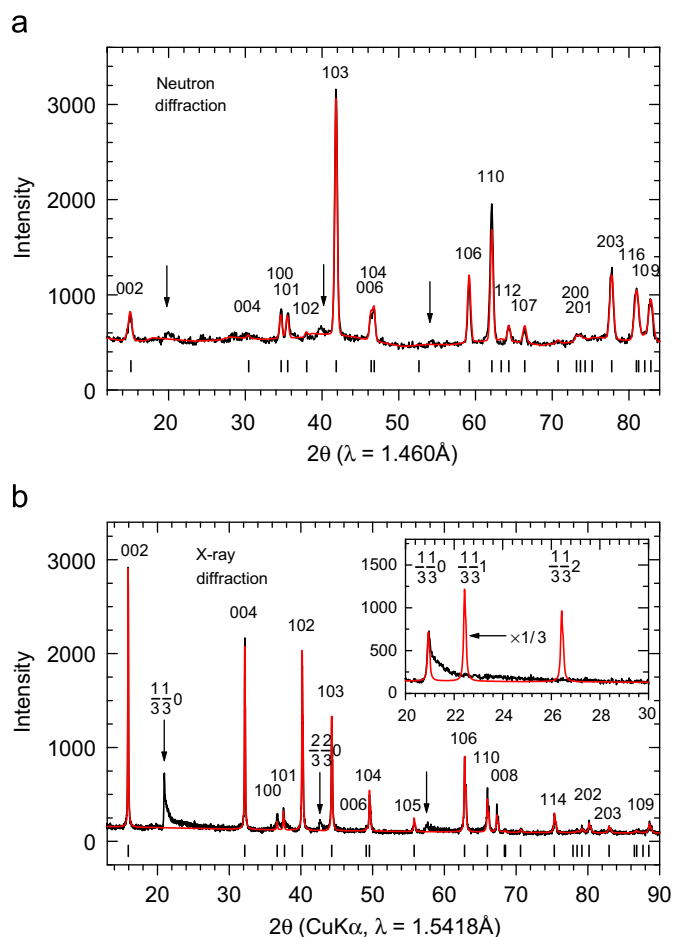 a
Neutron
diffraction
Intensity
3000
2000
1000
0
002
004
100
101
102
103
104
006
106
110
112
107
200
201
203
116
109
20 30 40 50 60 70 80
2θ (λ = 1.460Å)
b
X-ray
diffraction
Intensity
3000
2000
1000
0
002
1/3 1/3 0
004
100
101
102
2/3 2/3 0
103
006
104
105
106
110
008
114
202
203
109
1500
1000
500
0
1/3 1/3 0
1/3 1/3 1
1/3 1/3 2
×1/3
20 22 24 26 28 30
20 30 40 50 60 70 80 90
2θ (CuKα, λ = 1.5418Å)